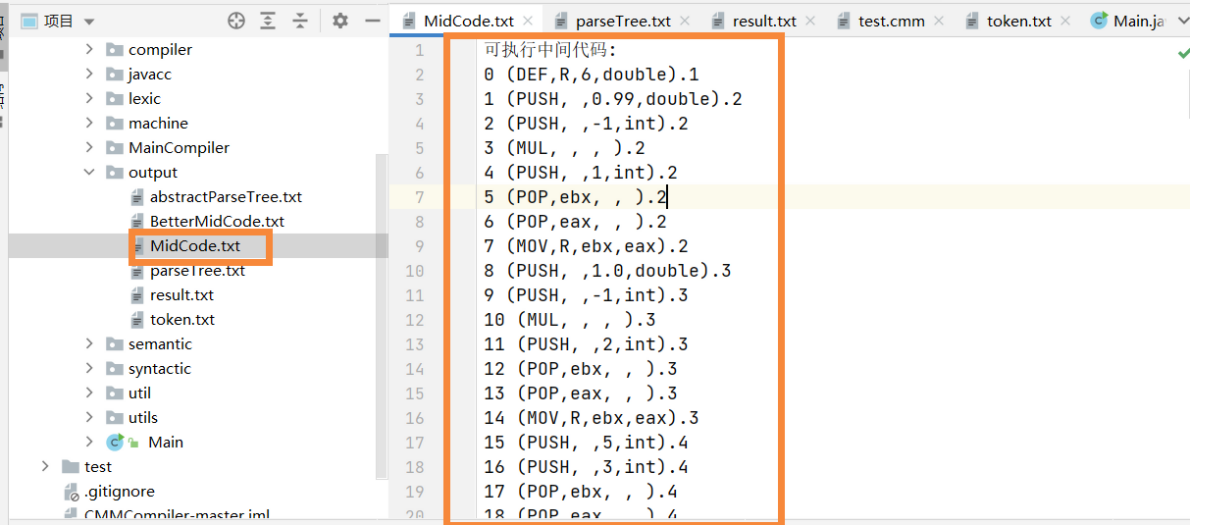 项目
MidCode.txt
parseTree.txt
result.txt
test.cmm
token.txt
Main.ja
compiler
javacc
lexic
machine
MainCompiler
output
abstractParseTree.txt
BetterMidCode.txt
MidCode.txt
parseTree.txt
result.txt
token.txt
semantic
syntactic
util
utils
Main
test
.gitignore
CMMCompiler-master.iml
1 可执行中间代码:
2 0 (DEF,R,6,double).1
3 1 (PUSH, ,0.99,double).2
4 2 (PUSH, ,-1,int).2
5 3 (MUL, , , ).2
6 4 (PUSH, ,1,int).2
7 5 (POP,ebx, , ).2
8 6 (POP,eax, , ).2
9 7 (MOV,R,ebx,eax).2
10 8 (PUSH, ,1.0,double).3
11 9 (PUSH, ,-1,int).3
12 10 (MUL, , , ).3
13 11 (PUSH, ,2,int).3
14 12 (POP,ebx, , ).3
15 13 (POP,eax, , ).3
16 14 (MOV,R,ebx,eax).3
17 15 (PUSH, ,5,int).4
18 16 (PUSH, ,3,int).4
19 17 (POP,ebx, , ).4
20 18 (POP,eax, , ).4